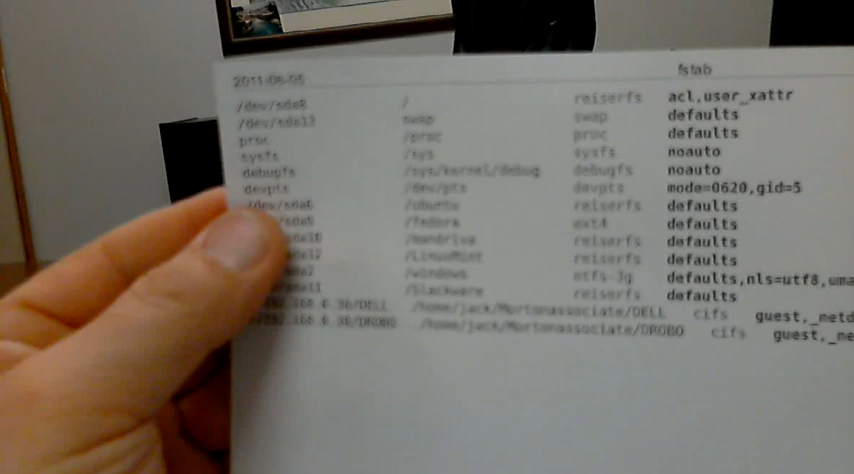 2011-06-05 fstab
/dev/sda8 / reiserfs acl,user_xattr
/dev/sda13 swap swap defaults
proc /proc proc defaults
sysfs /sys sysfs noauto
debugfs /sys/kernel/debug debugfs noauto
devpts /dev/pts devpts mode=0620,gid=5
/dev/sda6 /ubuntu reiserfs defaults
sda9 /fedora ext4 defaults
/mandriva reiserfs defaults
/LinuxMint reiserfs defaults
/windows ntfs-3g defaults,nls=utf8,uma
/Slackware reiserfs defaults
/home/jack/Mortonassociate/DELL cifs guest,_netd
/home/jack/Mortonassociate/DROBO cifs guest,_ne